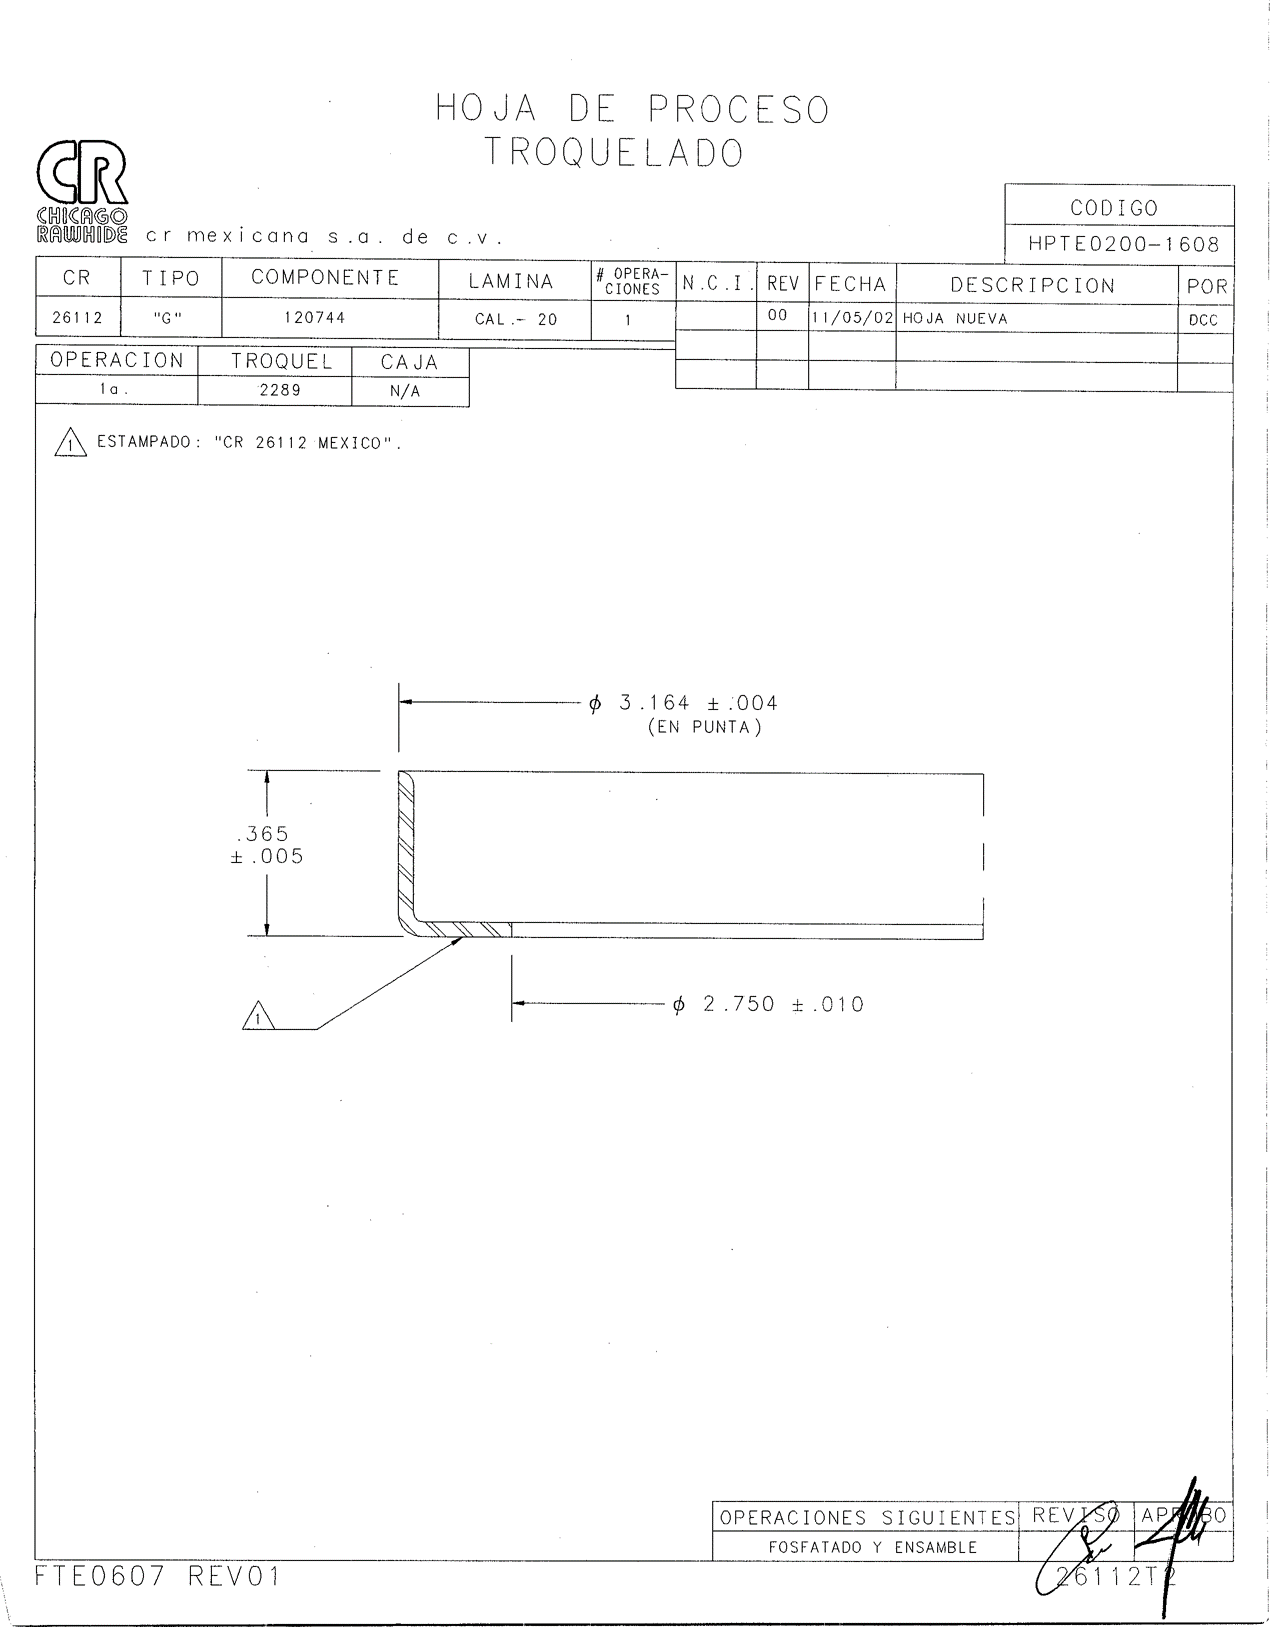 HOJA DE PROCESO
TROQUELADO
CR
CHICAGO
RAWHIDE
cr mexicana s.a. de c.v.
CODIGO
HPTE0200-1608
CR TIPO COMPONENTE LAMINA # OPERA-CIONES N.C.I. REV FECHA DESCRIPCION POR
26112 "G" 120744 CAL.- 20 1 00 11/05/02 HOJA NUEVA DCC
OPERACION TROQUEL CAJA
1a. 2289 N/A
1 ESTAMPADO: "CR 26112 MEXICO".
ϕ 3.164 ±.004
(EN PUNTA)
.365
±.005
ϕ 2.750 ±.010
1
OPERACIONES SIGUIENTES REVISO APROBO
FOSFATADO Y ENSAMBLE
FTE0607 REV01
26112T2